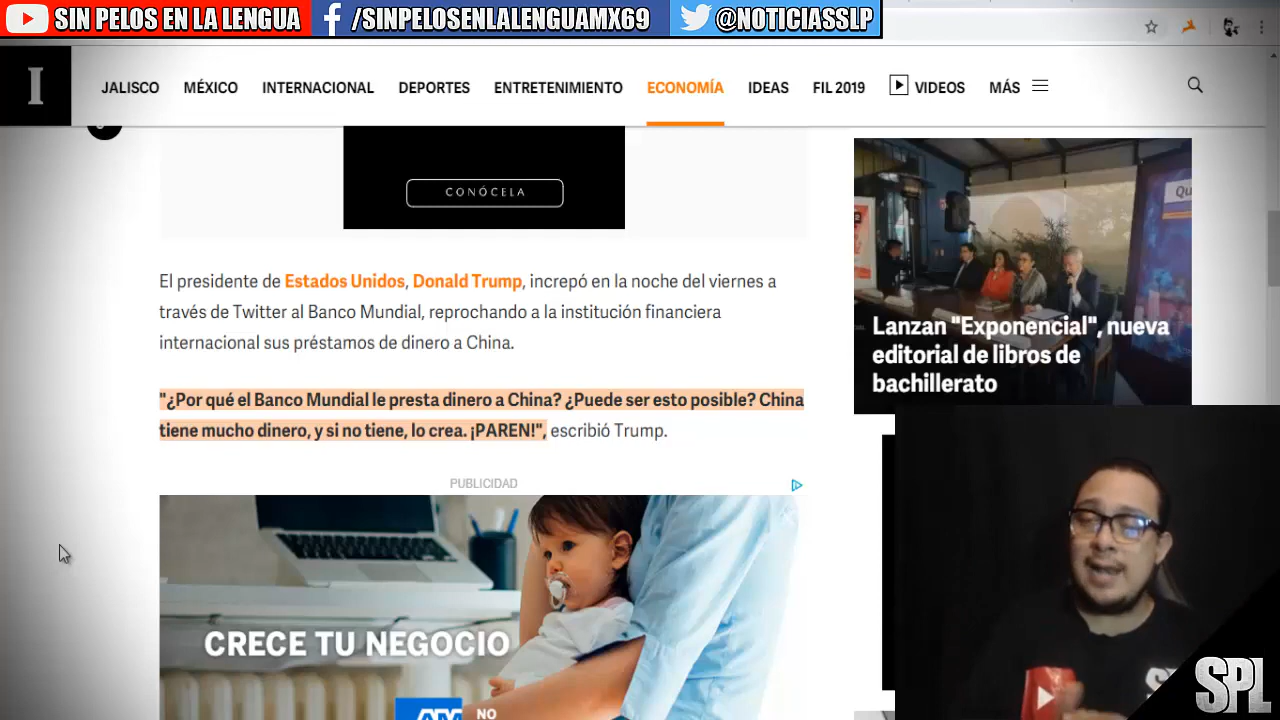 SIN PELOS EN LA LENGUA
/SINPELOSENLALENGUAMX69
@NOTICIASSLP
I
JALISCO
MÉXICO
INTERNACIONAL
DEPORTES
ENTRETENIMIENTO
ECONOMÍA
IDEAS
FIL 2019
VIDEOS
MÁS
CONÓCELA
El presidente de Estados Unidos, Donald Trump, increpó en la noche del viernes a
través de Twitter al Banco Mundial, reprochando a la institución financiera
internacional sus préstamos de dinero a China.
"¿Por qué el Banco Mundial le presta dinero a China? ¿Puede ser esto posible? China
tiene mucho dinero, y si no tiene, lo crea. ¡PAREN!", escribió Trump.
PUBLICIDAD
CRECE TU NEGOCIO
NO
Qu
Lanzan "Exponencial", nueva
editorial de libros de
bachillerato
SPL